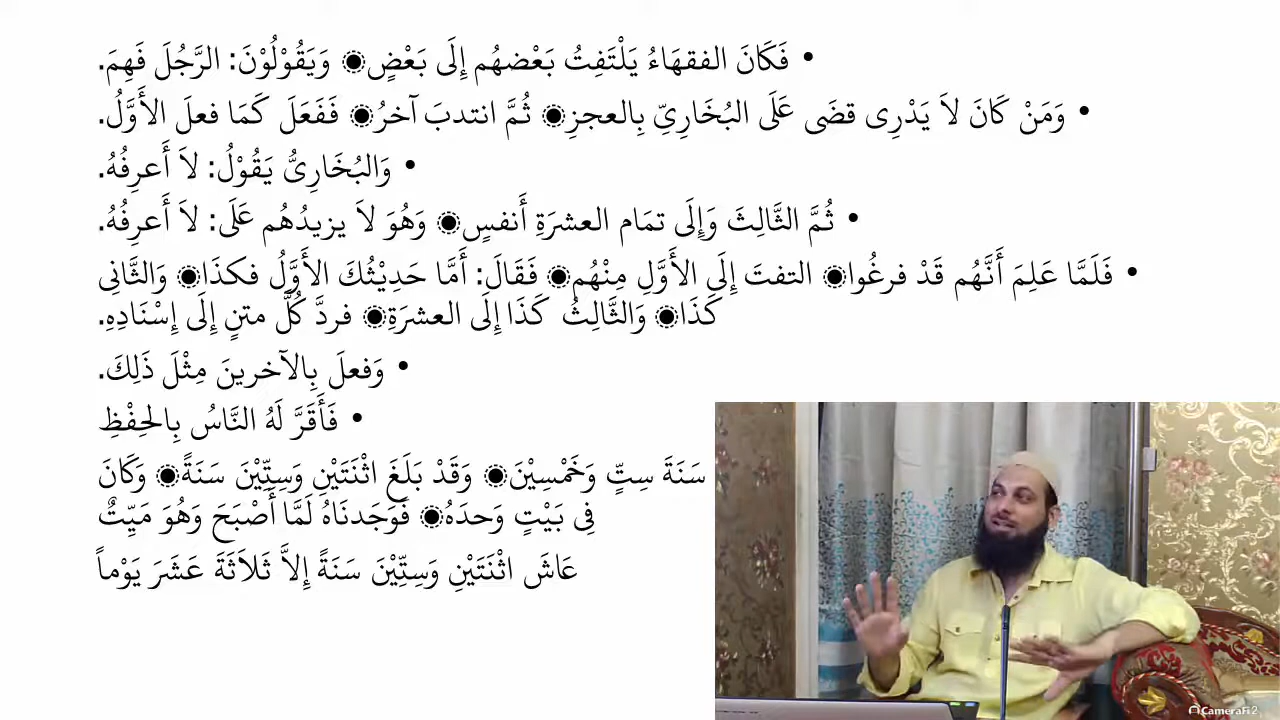 • فَكَانَ الفقهَاءُ يَلْتَفِتُ بَعْضهُم إِلَى بَعْضٍ◌ وَيَقُوْلُوْنَ: الرَّجُلَ فَهِمَ.
• وَمَنْ كَانَ لاَ يَدْرِى قضَى عَلَى البُخَارِيِّ بِالعجزِ◌ ثُمَّ انتدبَ آخرُ◌ فَفَعَلَ كَمَا فعلَ الأَوَّلُ.
• وَالبُخَارِىُّ يَقُوْلُ: لاَ أَعرِفُهُ.
• ثُمَّ الثَّالِثَ وَإِلَى تمَام العشرَةِ أَنفسٍ◌ وَهُوَ لاَ يزيدُهُم عَلَى: لاَ أَعرِفُهُ.
• فَلَمَّا عَلِمَ أَنَّهُم قَدْ فرغُوا◌ التفتَ إِلَى الأَوَّلِ مِنْهُم◌ فَقَالَ: أَمَّا حَدِيْثُكَ الأَوَّلُ فكذَا◌ وَالثَّانِى
كَذَا◌ وَالثَّالِثُ كَذَا إِلَى العشرَةِ◌ فردَّ كُلَّ متنٍ إِلَى إِسْنَادِهِ.
• وَفعلَ بِالآخرينَ مِثْلَ ذَلِكَ.
• فَأَقَرَّ لَهُ النَّاسُ بِالحِفْظِ
سَنَةَ سِتٍّ وَخَمْسِيْنَ◌ وَقَدْ بَلَغَ اثْنَتَيْنِ وَسِتِّيْنَ سَنَةً◌ وَكَانَ
فِى بَيْتٍ وَحدَهُ◌ فَوَجَدنَاهُ لَمَّا أَصْبَحَ وَهُوَ مَيِّتٌ
عَاشَ اثْنَتَيْنِ وَسِتِّيْنَ سَنَةً إِلاَّ ثَلاَثَةَ عَشَرَ يَوْماً
CameraFi2